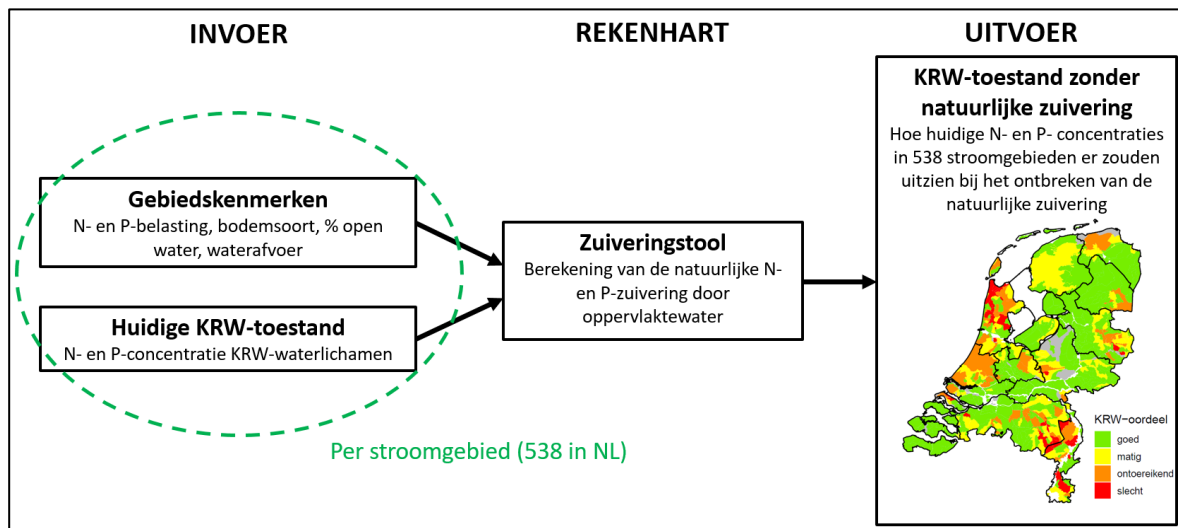 INVOER
REKENHART
UITVOER
Gebiedskenmerken
N- en P-belasting, bodemsoort, % open
water, waterafvoer
Huidige KRW-toestand
N- en P-concentratie KRW-waterlichamen
Per stroomgebied (538 in NL)
Zuiveringstool
Berekening van de natuurlijke N-
en P-zuivering door
oppervlaktewater
KRW-toestand zonder
natuurlijke zuivering
Hoe huidige N- en P- concentraties
in 538 stroomgebieden er zouden
uitzien bij het ontbreken van de
natuurlijke zuivering
KRW-oordeel
goed
matig
ontoereikend
slecht